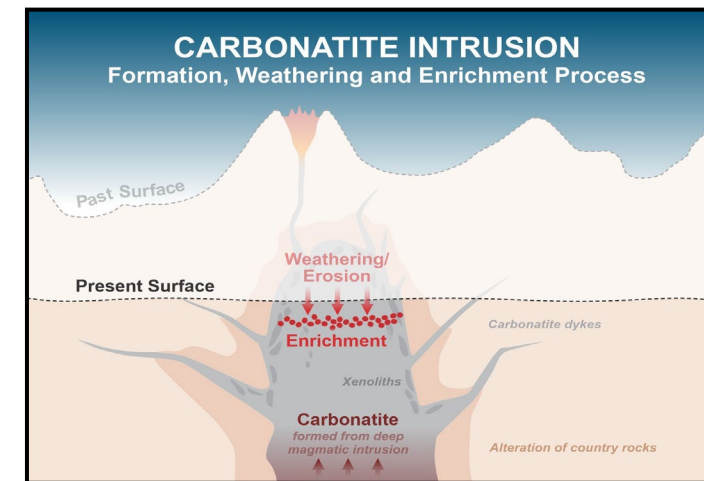 CARBONATITE INTRUSION
Formation, Weathering and Enrichment Process
Past Surface
Weathering/
Erosion
Present Surface
Carbonatite dykes
Enrichment
Xenoliths
Carbonatite
formed from deep
magmatic intrusion
Alteration of country rocks